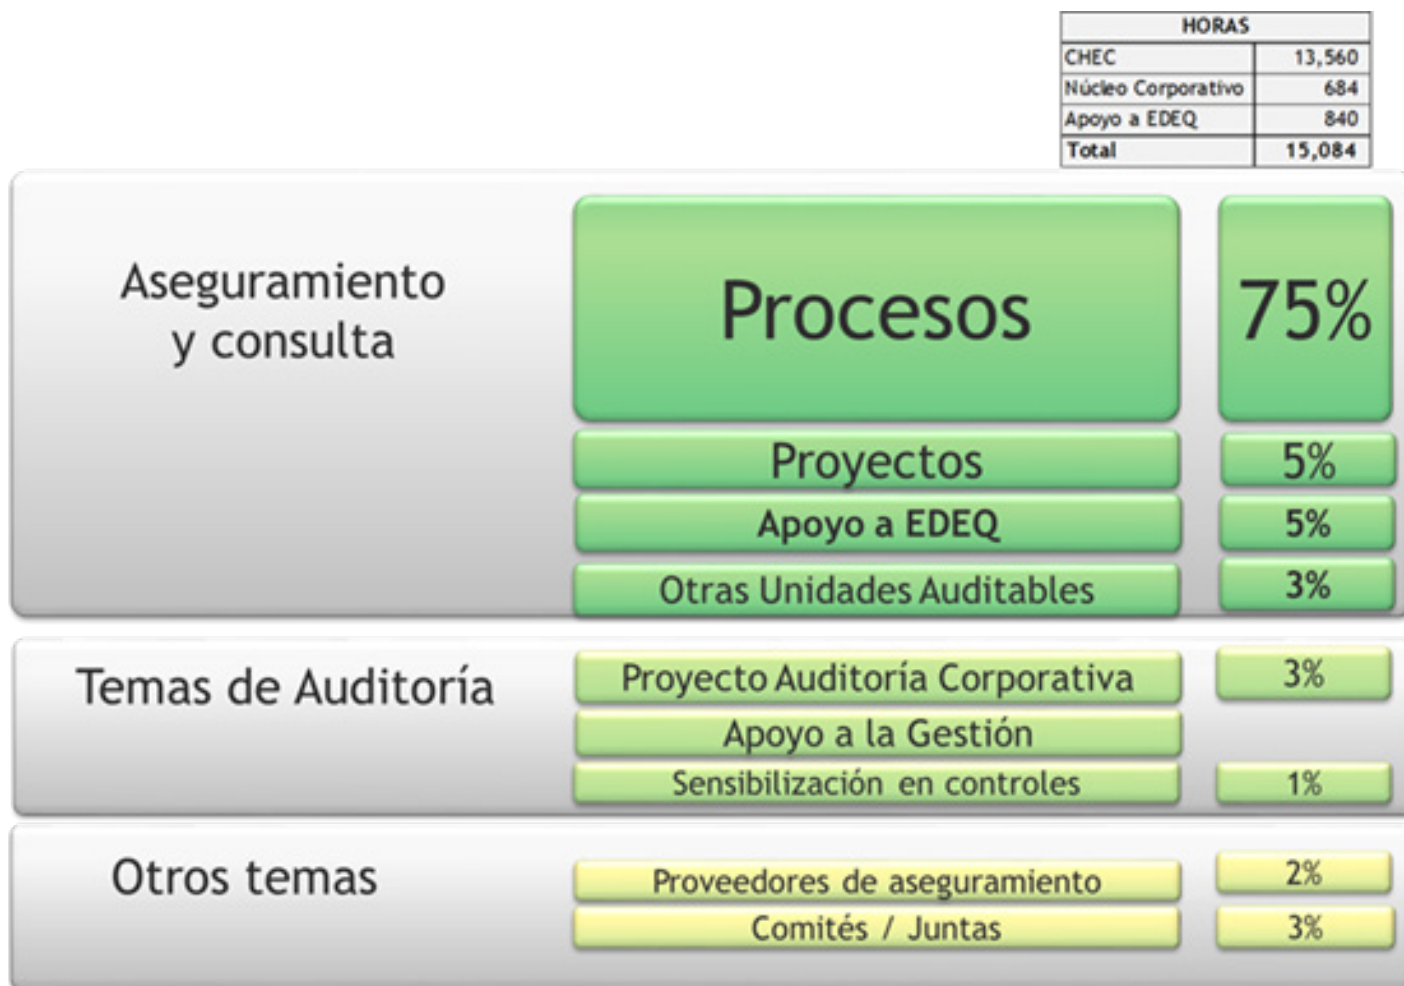 HORAS
CHEC 13,560
Núcleo Corporativo 684
Apoyo a EDEQ 840
Total 15,084
Aseguramiento
y consulta
Procesos 75%
Proyectos 5%
Apoyo a EDEQ 5%
Otras Unidades Auditables 3%
Temas de Auditoría
Proyecto Auditoría Corporativa 3%
Apoyo a la Gestión
Sensibilización en controles 1%
Otros temas
Proveedores de aseguramiento 2%
Comités / Juntas 3%